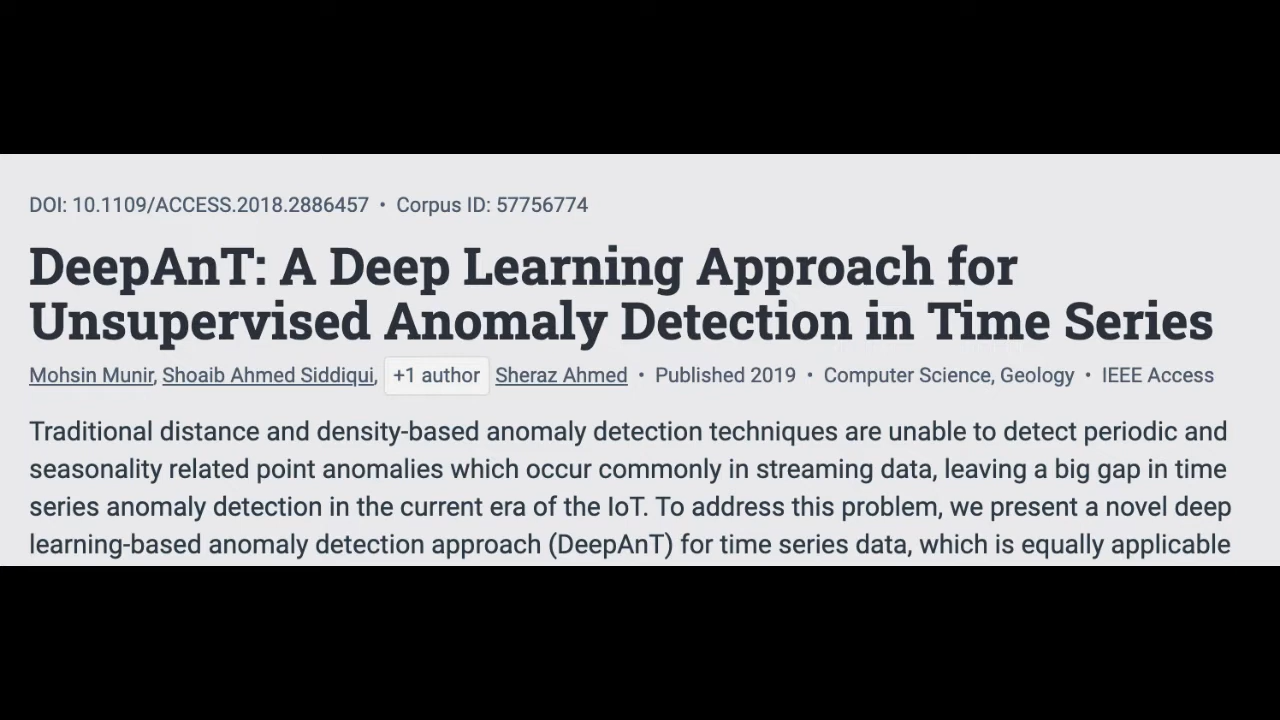 DOI: 10.1109/ACCESS.2018.2886457 • Corpus ID: 57756774
DeepAnT: A Deep Learning Approach for
Unsupervised Anomaly Detection in Time Series
Mohsin Munir, Shoaib Ahmed Siddiqui, +1 author Sheraz Ahmed • Published 2019 • Computer Science, Geology • IEEE Access
Traditional distance and density-based anomaly detection techniques are unable to detect periodic and
seasonality related point anomalies which occur commonly in streaming data, leaving a big gap in time
series anomaly detection in the current era of the IoT. To address this problem, we present a novel deep
learning-based anomaly detection approach (DeepAnT) for time series data, which is equally applicable